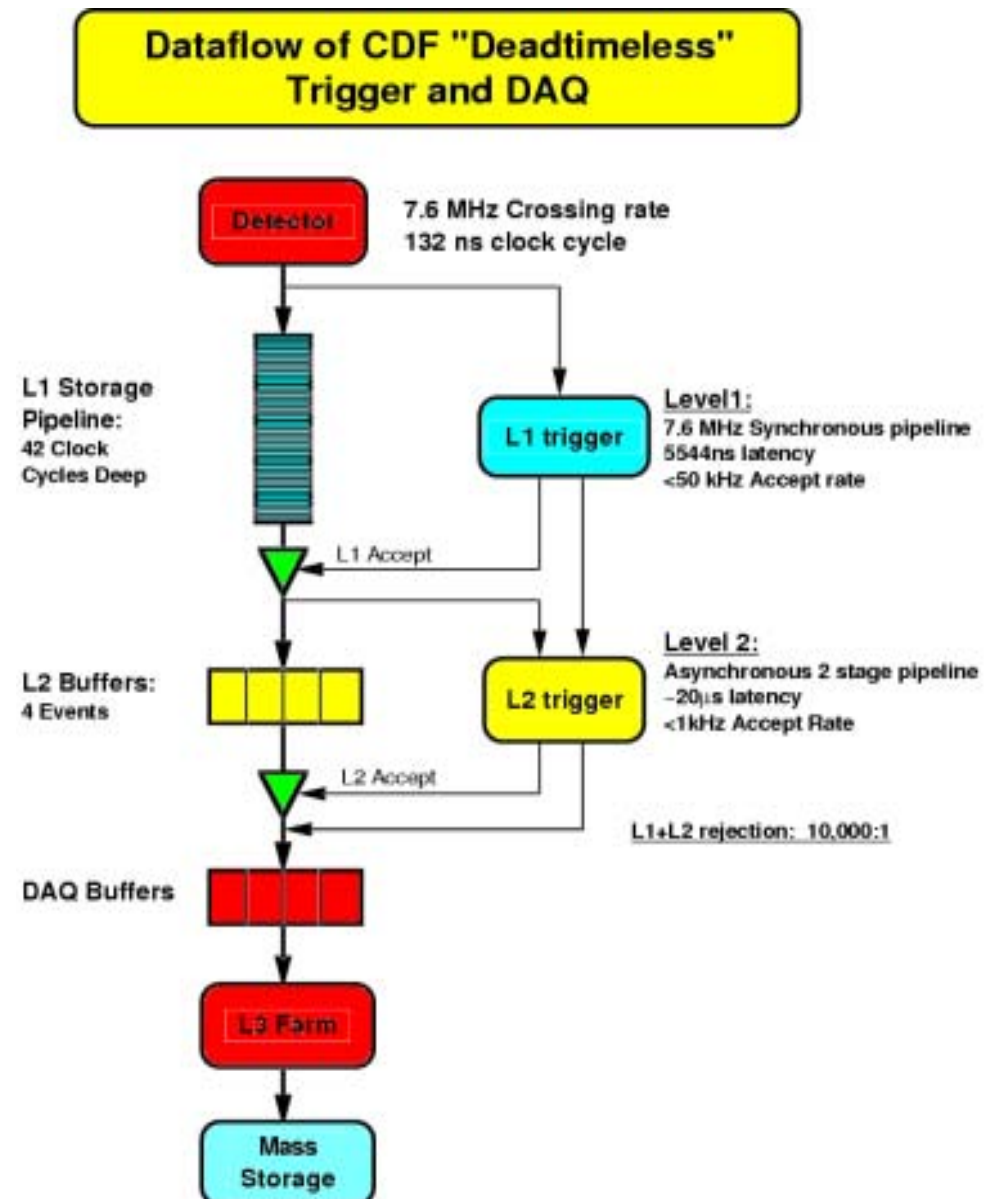 Dataflow of CDF "Deadtimeless"
Trigger and DAQ
Detector
7.6 MHz Crossing rate
132 ns clock cycle
L1 Storage
Pipeline:
42 Clock
Cycles Deep
L1 trigger
Level1:
7.6 MHz Synchronous pipeline
5544ns latency
<50 kHz Accept rate
L1 Accept
L2 Buffers:
4 Events
L2 trigger
Level 2:
Asynchronous 2 stage pipeline
~20μs latency
<1kHz Accept Rate
L2 Accept
L1+L2 rejection: 10,000:1
DAQ Buffers
L3 Farm
Mass
Storage